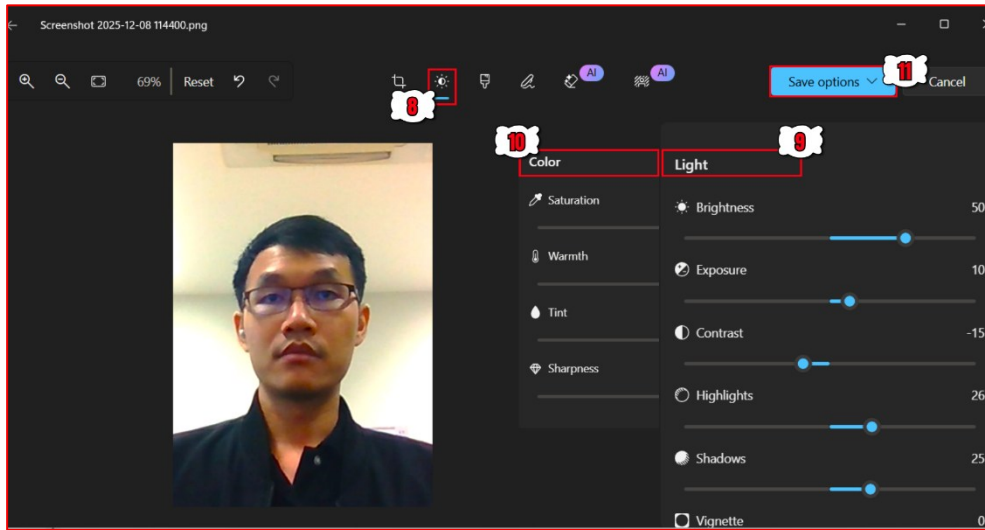 Screenshot 2025-12-08 114400.png
69% Reset AI AI Save options 11 Cancel
8
10 9
Color
Light
Saturation
Brightness 50
Warmth
Exposure 10
Tint
Contrast -15
Sharpness
Highlights 26
Shadows 25
Vignette 0